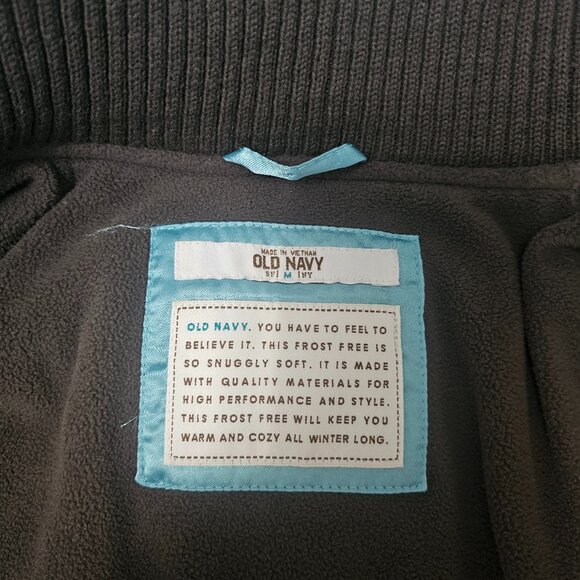 MADE IN VIETNAM
OLD NAVY
SF| M |NY
OLD NAVY. YOU HAVE TO FEEL TO
BELIEVE IT. THIS FROST FREE IS
SO SNUGGLY SOFT. IT IS MADE
WITH QUALITY MATERIALS FOR
HIGH PERFORMANCE AND STYLE.
THIS FROST FREE WILL KEEP YOU
WARM AND COZY ALL WINTER LONG.